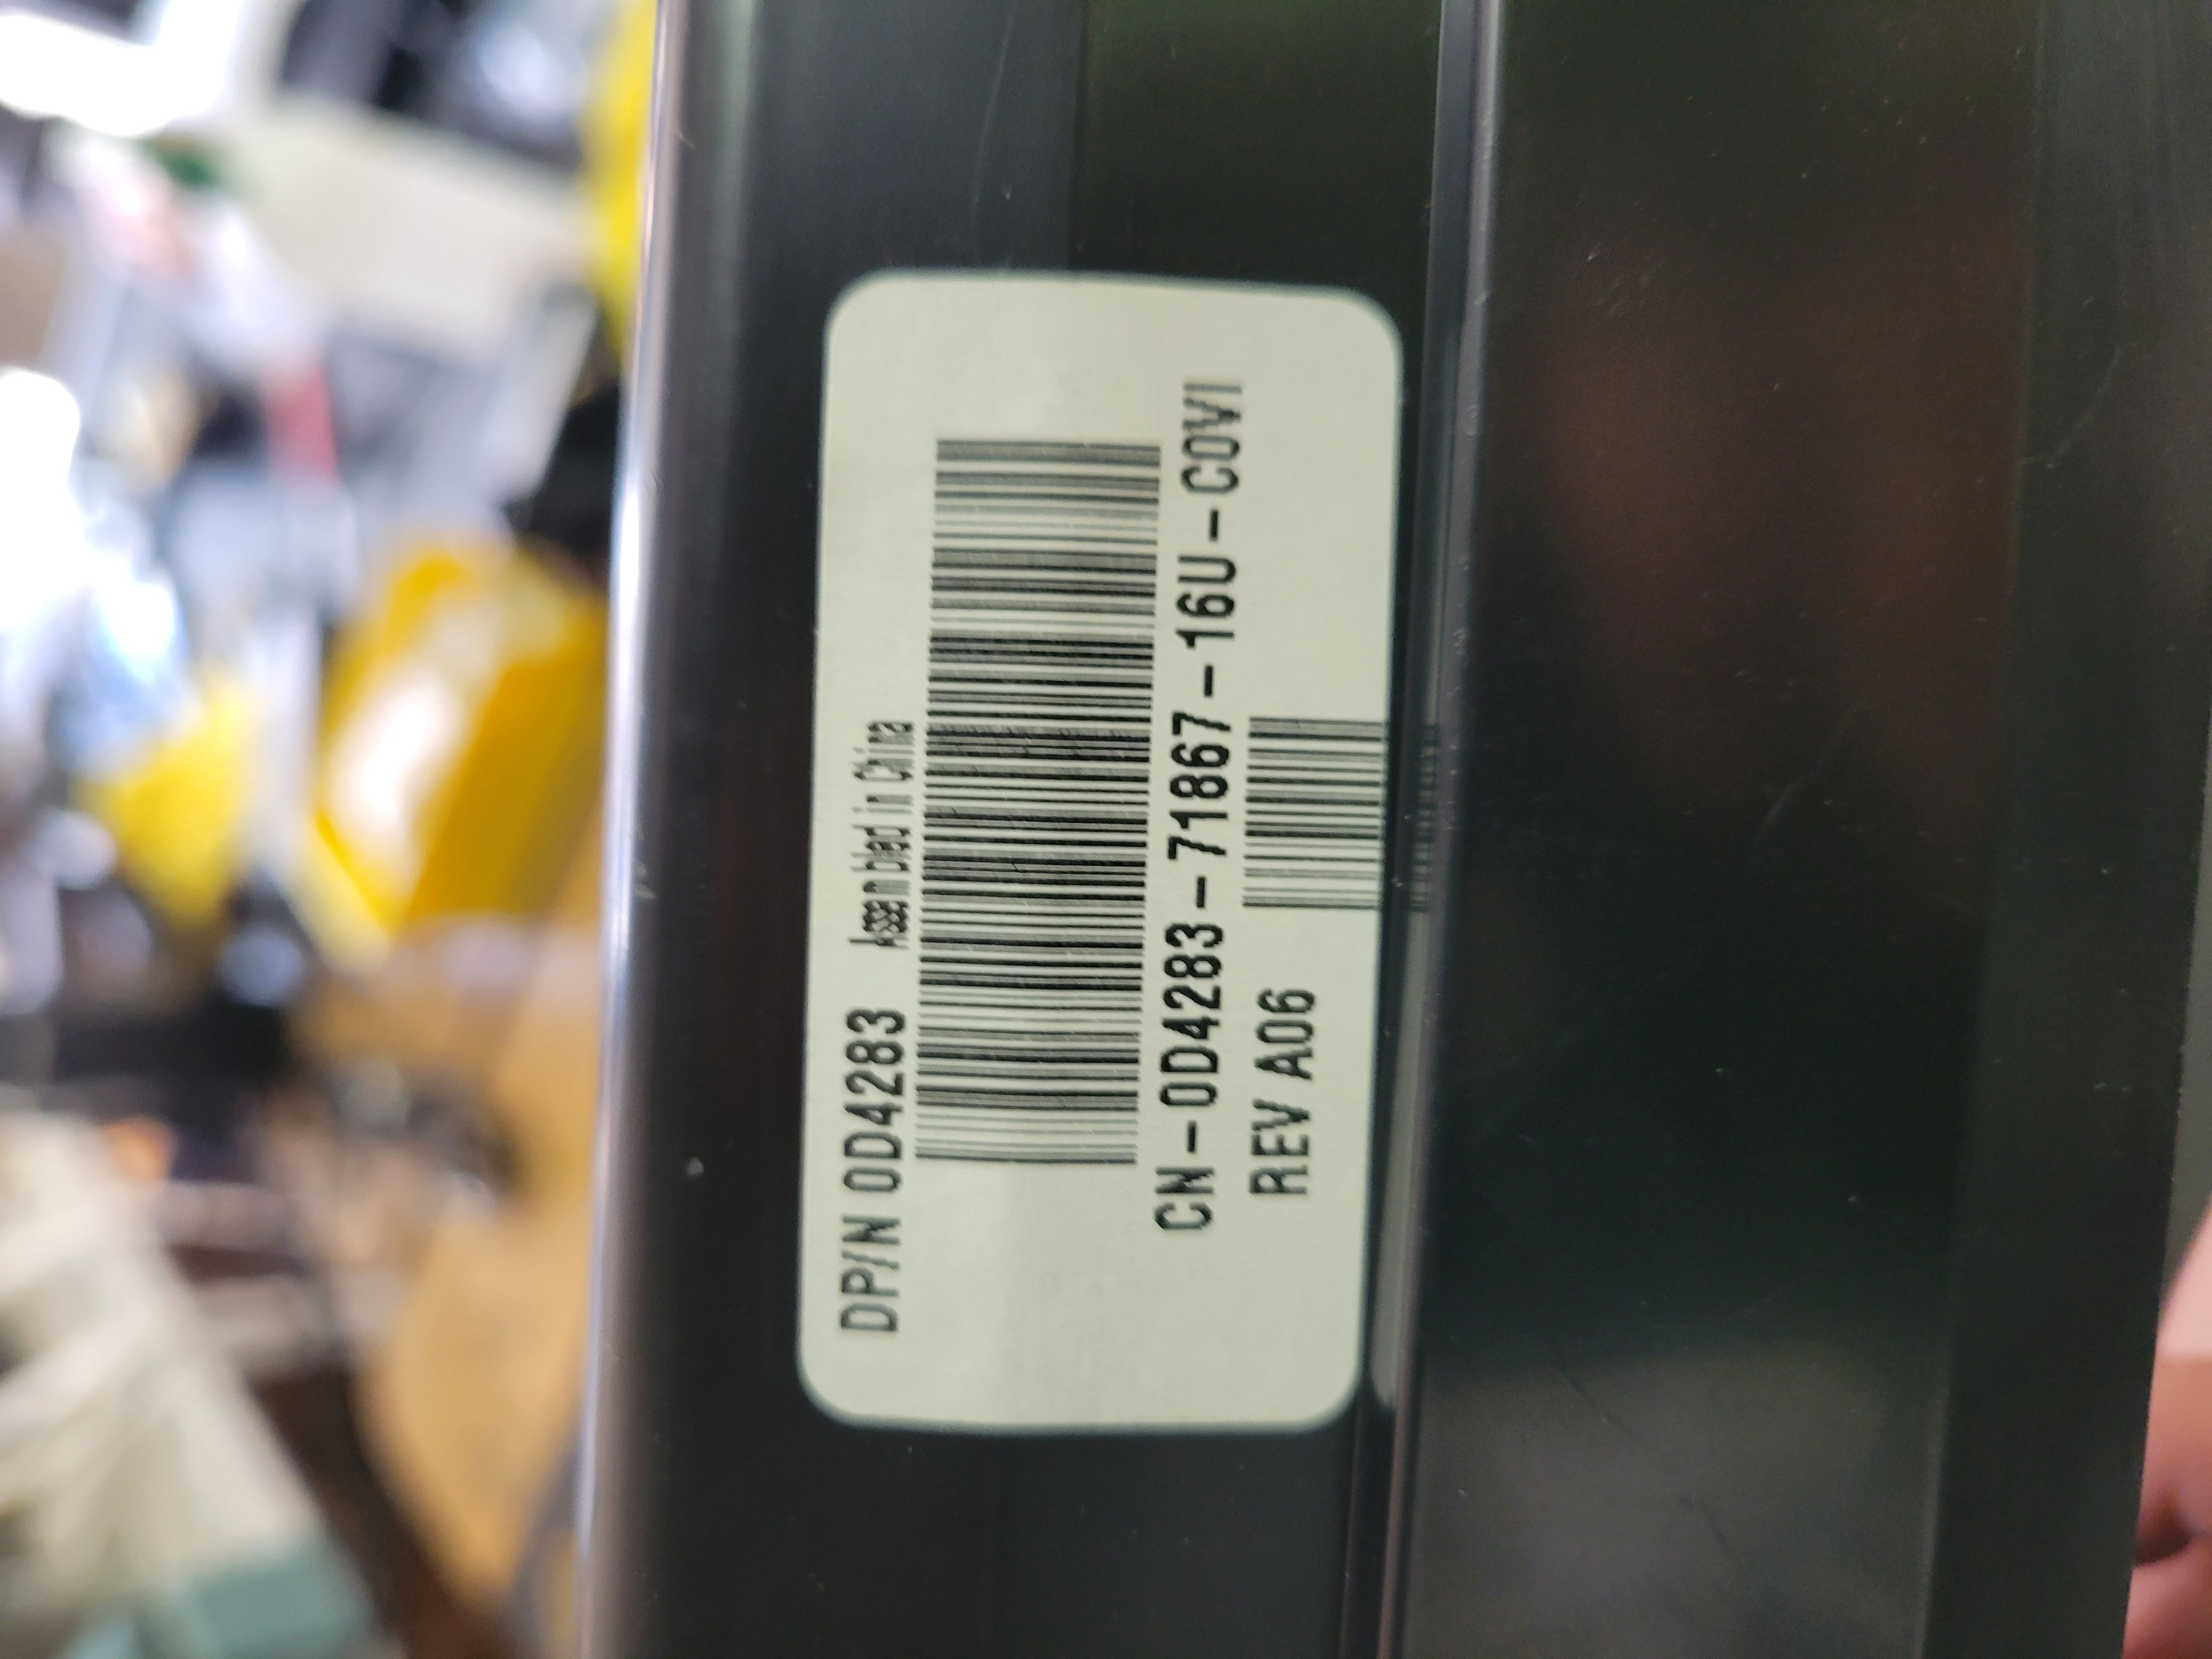 DP/N 0D4283 Assembled in China
CN-0D4283-71867-16U-C0VI
REV A06